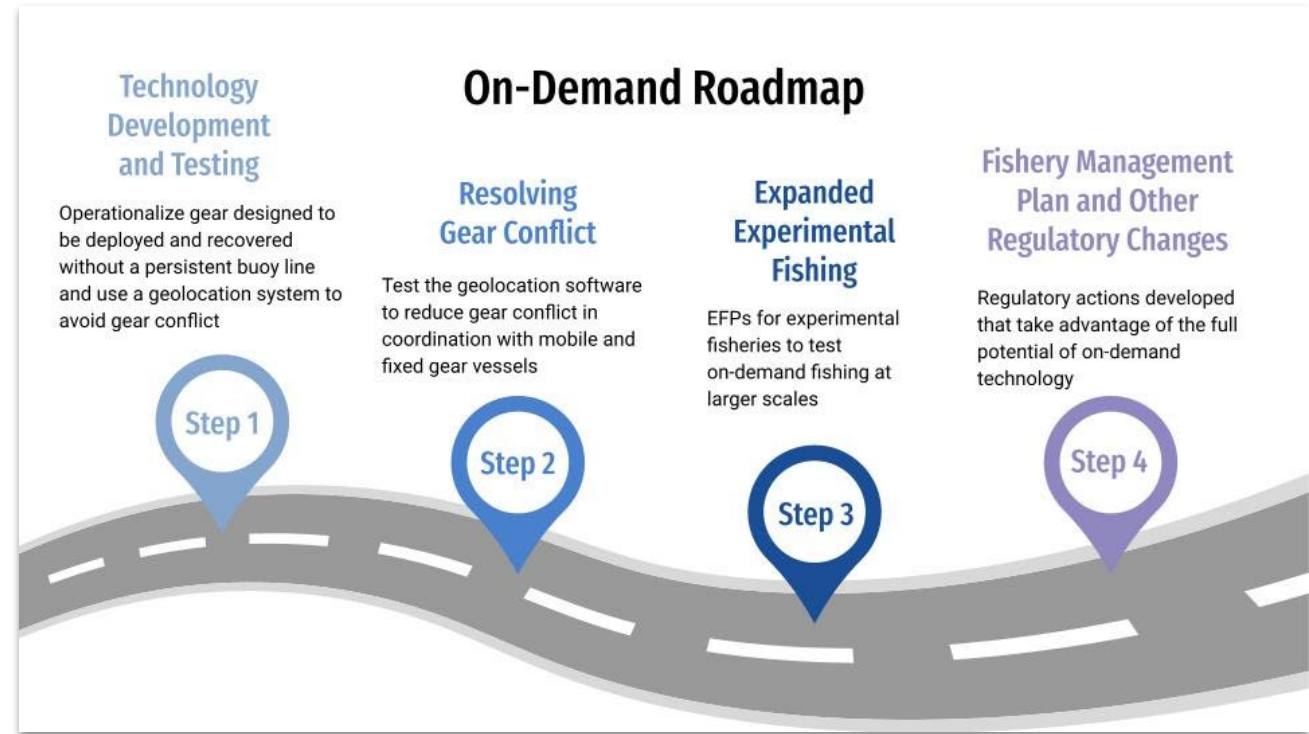 On-Demand Roadmap
Technology
Development
and Testing
Operationalize gear designed to
be deployed and recovered
without a persistent buoy line
and use a geolocation system to
avoid gear conflict
Step 1
Resolving
Gear Conflict
Test the geolocation software
to reduce gear conflict in
coordination with mobile and
fixed gear vessels
Step 2
Expanded
Experimental
Fishing
EFPs for experimental
fisheries to test
on-demand fishing at
larger scales
Step 3
Fishery Management
Plan and Other
Regulatory Changes
Regulatory actions developed
that take advantage of the full
potential of on-demand
technology
Step 4